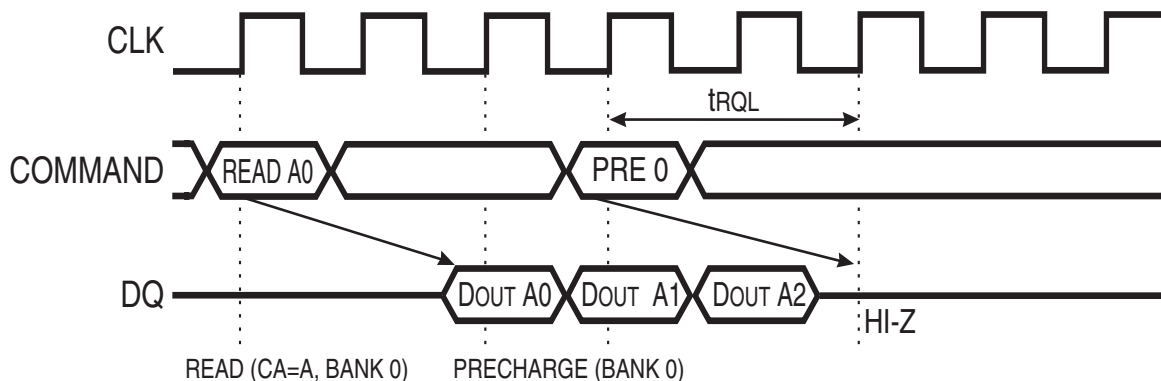 CLK
tRQL
COMMAND
READ A0
PRE 0
DQ
DOUT A0
DOUT A1
DOUT A2
HI-Z
READ (CA=A, BANK 0)
PRECHARGE (BANK 0)